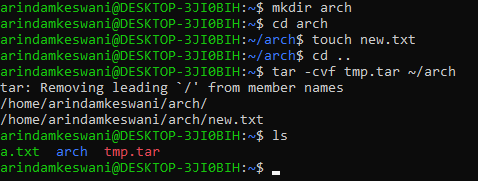 arindamkeswani@DESKTOP-3JI0BIH:~$ mkdir arch
arindamkeswani@DESKTOP-3JI0BIH:~$ cd arch
arindamkeswani@DESKTOP-3JI0BIH:~/arch$ touch new.txt
arindamkeswani@DESKTOP-3JI0BIH:~/arch$ cd ..
arindamkeswani@DESKTOP-3JI0BIH:~$ tar -cvf tmp.tar ~/arch
tar: Removing leading `/' from member names
/home/arindamkeswani/arch/
/home/arindamkeswani/arch/new.txt
arindamkeswani@DESKTOP-3JI0BIH:~$ ls
a.txt  arch  tmp.tar
arindamkeswani@DESKTOP-3JI0BIH:~$